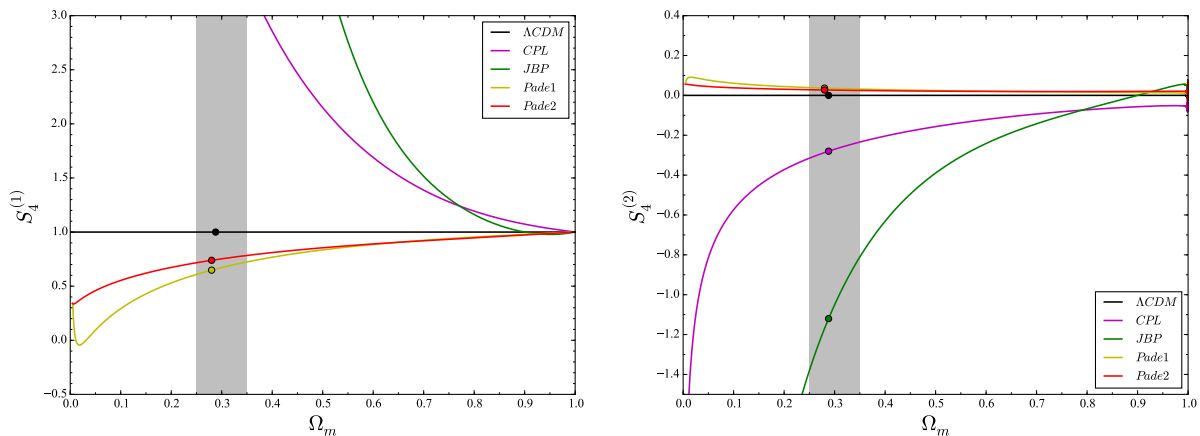 3.0
2.5
2.0
1.5
1.0
0.5
0.0
−0.5
S_4^{(1)}
0.0 0.1 0.2 0.3 0.4 0.5 0.6 0.7 0.8 0.9 1.0
Ω_m
ΛCDM
CPL
JBP
Pade1
Pade2
0.4
0.2
0.0
−0.2
−0.4
−0.6
−0.8
−1.0
−1.2
−1.4
S_4^{(2)}
0.0 0.1 0.2 0.3 0.4 0.5 0.6 0.7 0.8 0.9 1.0
Ω_m
ΛCDM
CPL
JBP
Pade1
Pade2